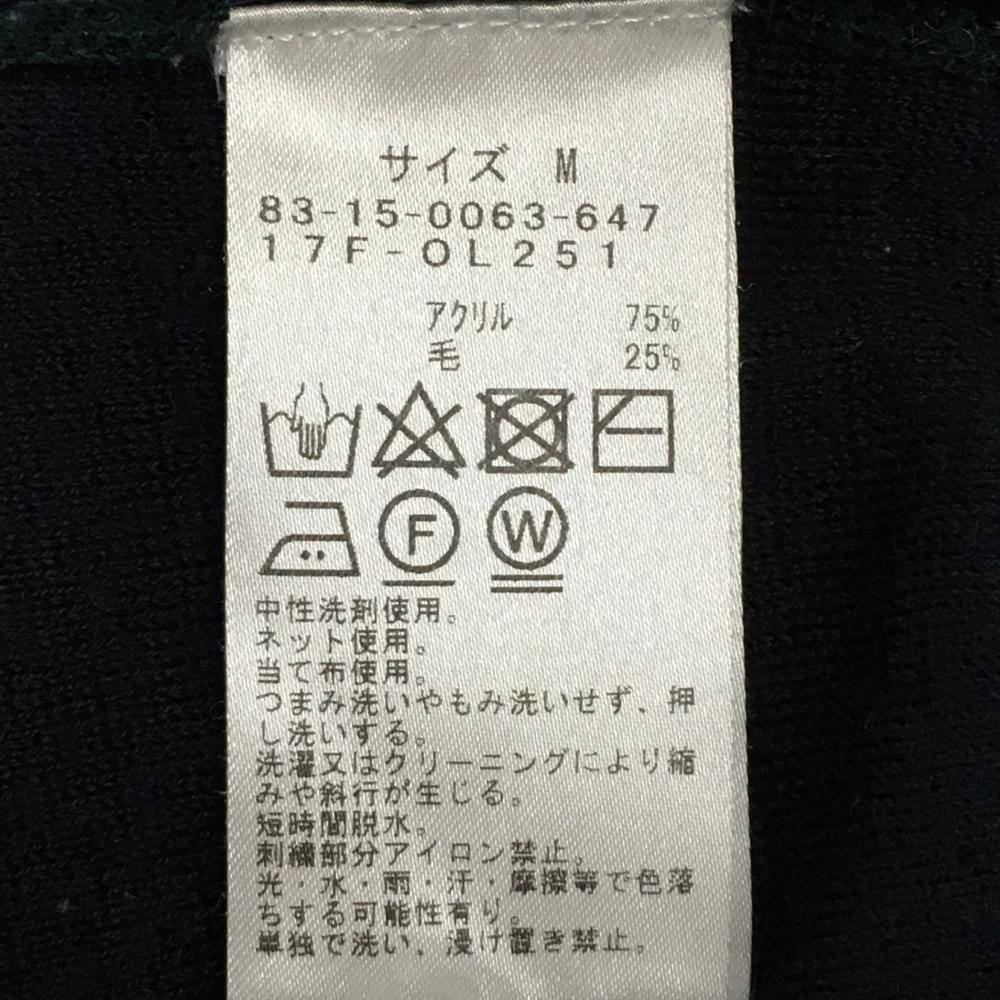 サイズ M
83-15-0063-647
17F-OL251
アクリル 75%
毛 25%
F W
中性洗剤使用。
ネット使用。
当て布使用。
つまみ洗いやもみ洗いせず、押
し洗いする。
洗濯又はクリーニングにより縮
みや斜行が生じる。
短時間脱水。
刺繍部分アイロン禁止。
光・水・雨・汗・摩擦等で色落
ちする可能性有り。
単独で洗い、浸け置き禁止。